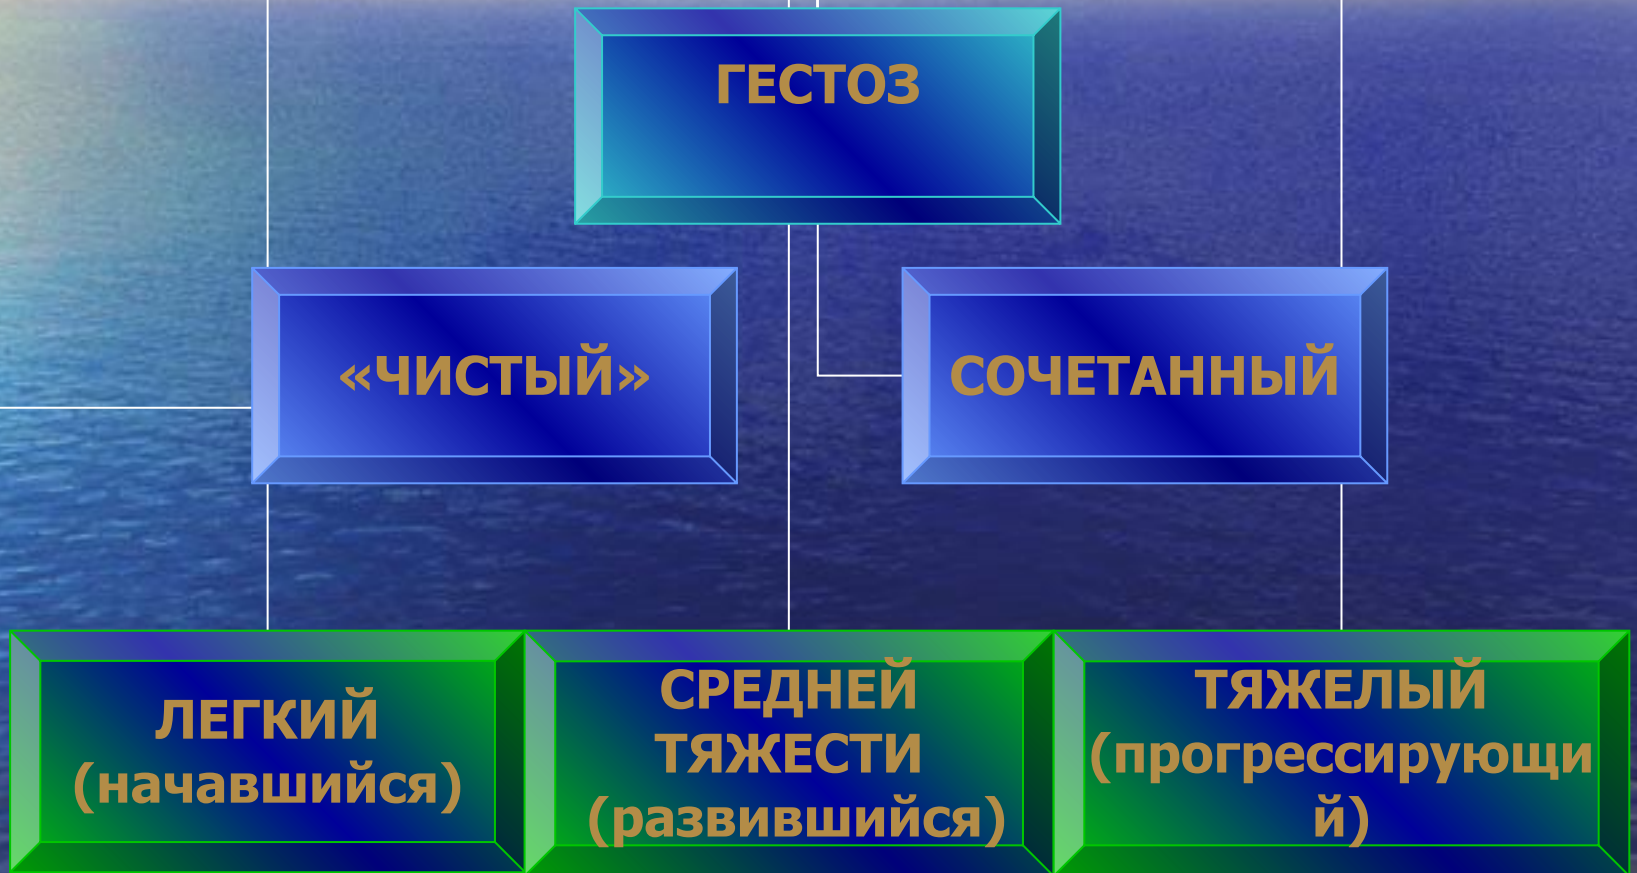 ГЕСТОЗ
«ЧИСТЫЙ»
СОЧЕТАННЫЙ
ЛЕГКИЙ
(начавшийся)
СРЕДНЕЙ
ТЯЖЕСТИ
(развившийся)
ТЯЖЕЛЫЙ
(прогрессирующи
й)